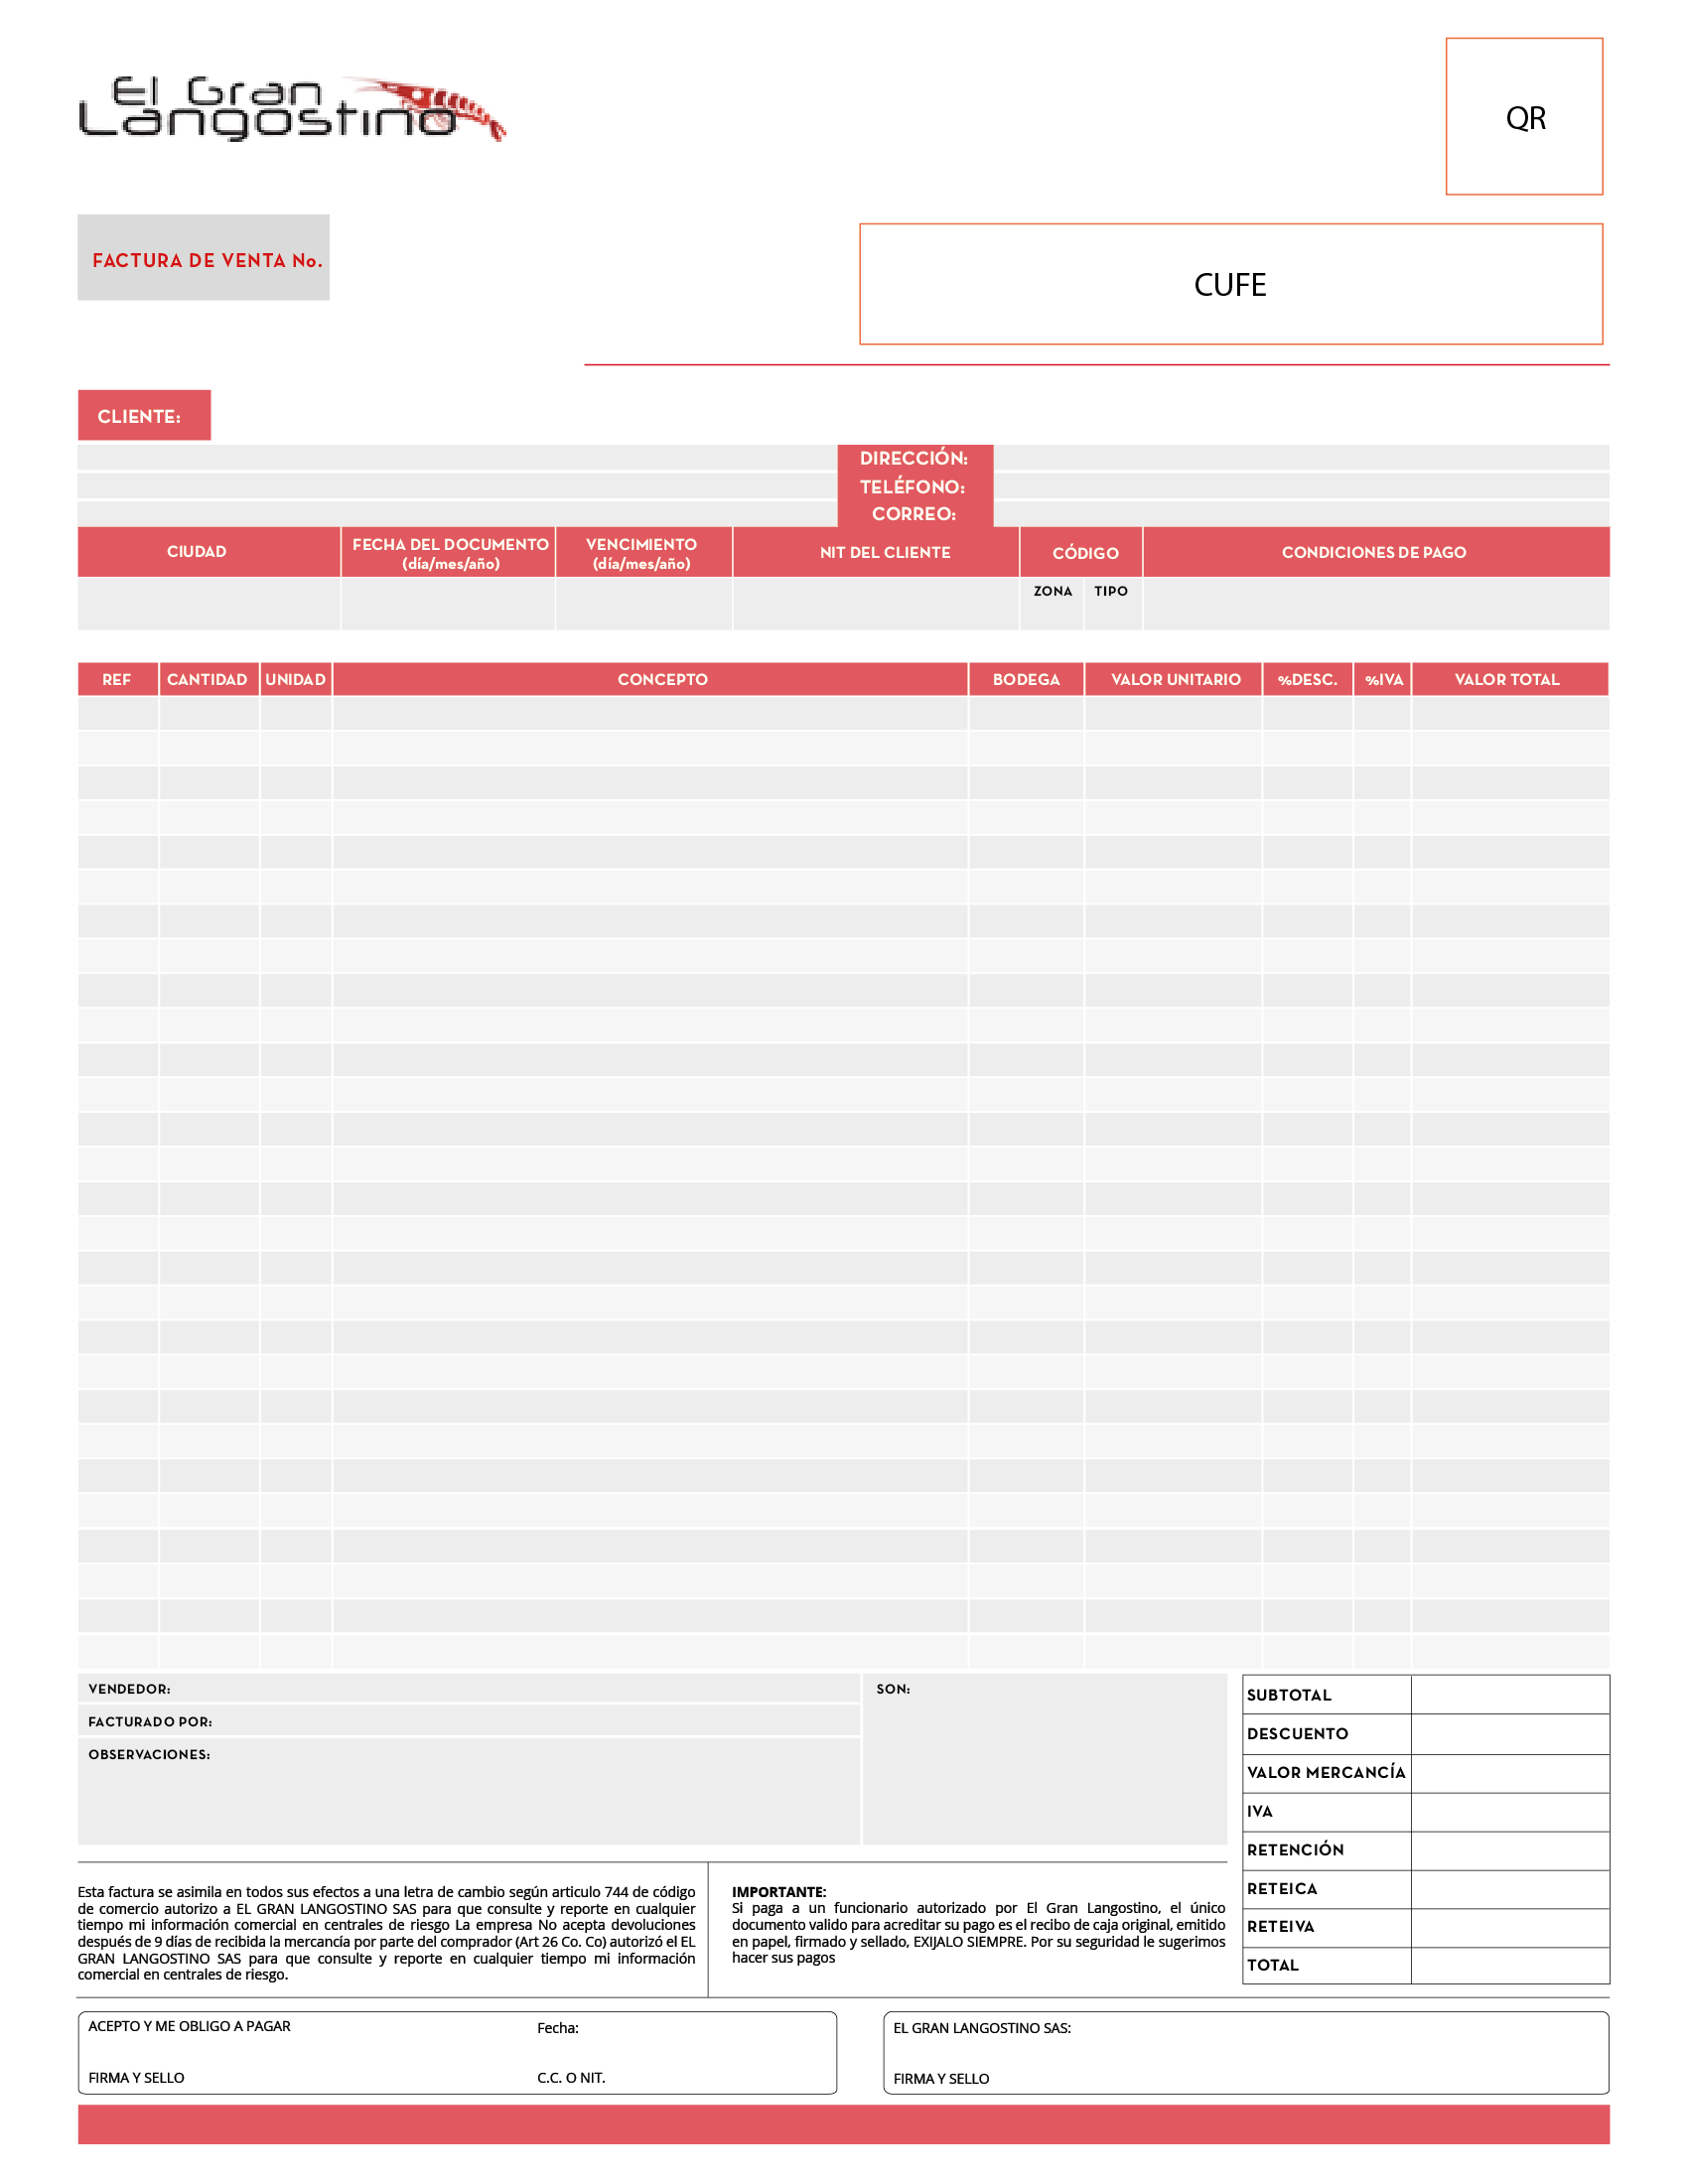 El Gran
Langostino
QR
FACTURA DE VENTA No.
CUFE
CLIENTE:
DIRECCIÓN:
TELÉFONO:
CORREO:
CIUDAD
FECHA DEL DOCUMENTO
(día/mes/año)
VENCIMIENTO
(día/mes/año)
NIT DEL CLIENTE
CÓDIGO
CONDICIONES DE PAGO
ZONA TIPO
REF CANTIDAD UNIDAD CONCEPTO BODEGA VALOR UNITARIO %DESC. %IVA VALOR TOTAL
VENDEDOR:
FACTURADO POR:
OBSERVACIONES:
SON:
SUBTOTAL
DESCUENTO
VALOR MERCANCÍA
IVA
RETENCIÓN
RETEICA
RETEIVA
TOTAL
Esta factura se asimila en todos sus efectos a una letra de cambio según articulo 744 de código
de comercio autorizo a EL GRAN LANGOSTINO SAS para que consulte y reporte en cualquier
tiempo mi información comercial en centrales de riesgo La empresa No acepta devoluciones
después de 9 días de recibida la mercancía por parte del comprador (Art 26 Co. Co) autorizó el EL
GRAN LANGOSTINO SAS para que consulte y reporte en cualquier tiempo mi información
comercial en centrales de riesgo.
IMPORTANTE:
Si paga a un funcionario autorizado por El Gran Langostino, el único
documento valido para acreditar su pago es el recibo de caja original, emitido
en papel, firmado y sellado, EXIJALO SIEMPRE. Por su seguridad le sugerimos
hacer sus pagos
ACEPTO Y ME OBLIGO A PAGAR
Fecha:
FIRMA Y SELLO
C.C. O NIT.
EL GRAN LANGOSTINO SAS:
FIRMA Y SELLO